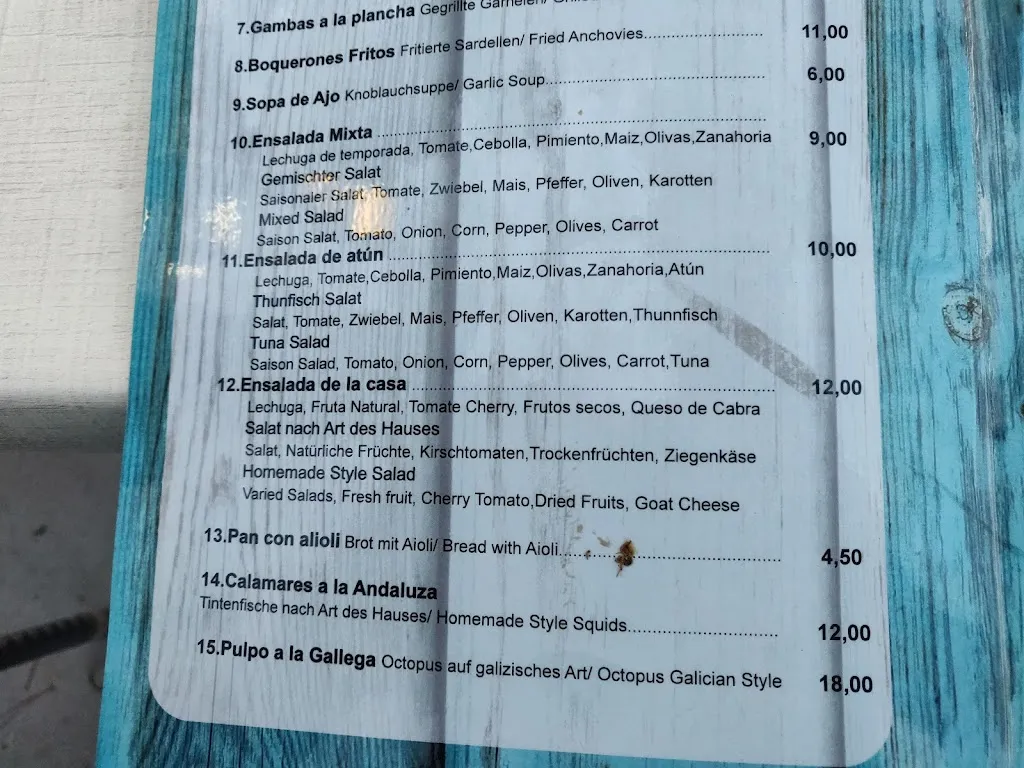 7.Gambas a la plancha Gegrillte Garnelen/
8.Boquerones Fritos Fritierte Sardellen/ Fried Anchovies.......................... 11,00
9.Sopa de Ajo Knoblauchsuppe/ Garlic Soup................................................ 6,00
10.Ensalada Mixta ..........................................................................................
Lechuga de temporada, Tomate,Cebolla, Pimiento,Maiz,Olivas,Zanahoria 9,00
Gemischter Salat
Saisonaler Salat, Tomate, Zwiebel, Mais, Pfeffer, Oliven, Karotten
Mixed Salad
Saison Salat, Tomato, Onion, Corn, Pepper, Olives, Carrot
11.Ensalada de atún ........................................................................................ 10,00
Lechuga, Tomate,Cebolla, Pimiento,Maiz,Olivas,Zanahoria,Atún
Thunfisch Salat
Salat, Tomate, Zwiebel, Mais, Pfeffer, Oliven, Karotten,Thunnfisch
Tuna Salad
Saison Salad, Tomato, Onion, Corn, Pepper, Olives, Carrot,Tuna
12.Ensalada de la casa .................................................................................... 12,00
Lechuga, Fruta Natural, Tomate Cherry, Frutos secos, Queso de Cabra
Salat nach Art des Hauses
Salat, Natürliche Früchte, Kirschtomaten,Trockenfrüchten, Ziegenkäse
Homemade Style Salad
Varied Salads, Fresh fruit, Cherry Tomato,Dried Fruits, Goat Cheese
13.Pan con alioli Brot mit Aioli/ Bread with Aioli.................................................. 4,50
14.Calamares a la Andaluza
Tintenfische nach Art des Hauses/ Homemade Style Squids.................................. 12,00
15.Pulpo a la Gallega Octopus auf galizisches Art/ Octopus Galician Style 18,00